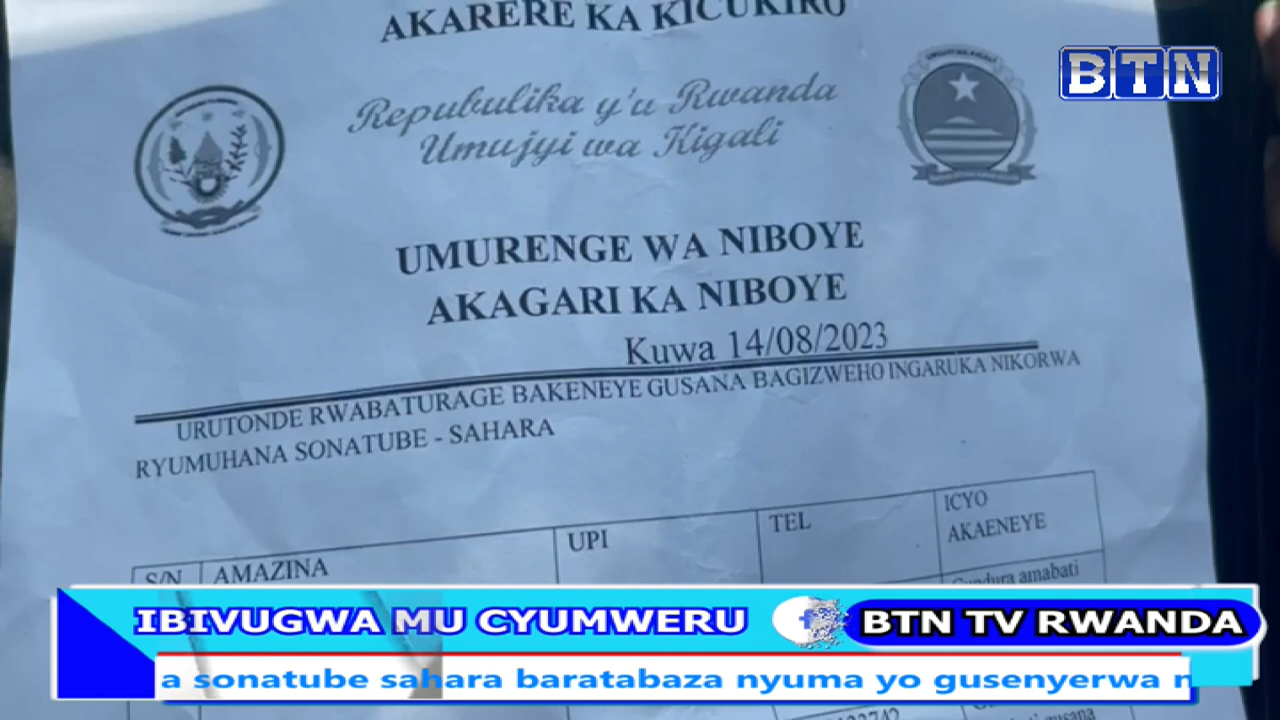 AKARERE KA KICUKIRO
BTN
Repubulika y'u Rwanda
Umujyi wa Kigali
UMURENGE WA NIBOYE
AKAGARI KA NIBOYE
Kuwa 14/08/2023
URUTONDE RWABATURAGE BAKENEYE GUSANA BAGIZWEHO INGARUKA NIKORWA
RYUMUHANA SONATUBE - SAHARA
S/N AMAZINA UPI TEL ICYO
AKAENEYE
amabati
IBIVUGWA MU CYUMWERU
BTN TV RWANDA
a sonatube sahara baratabaza nyuma yo gusenyerwa n
gusana